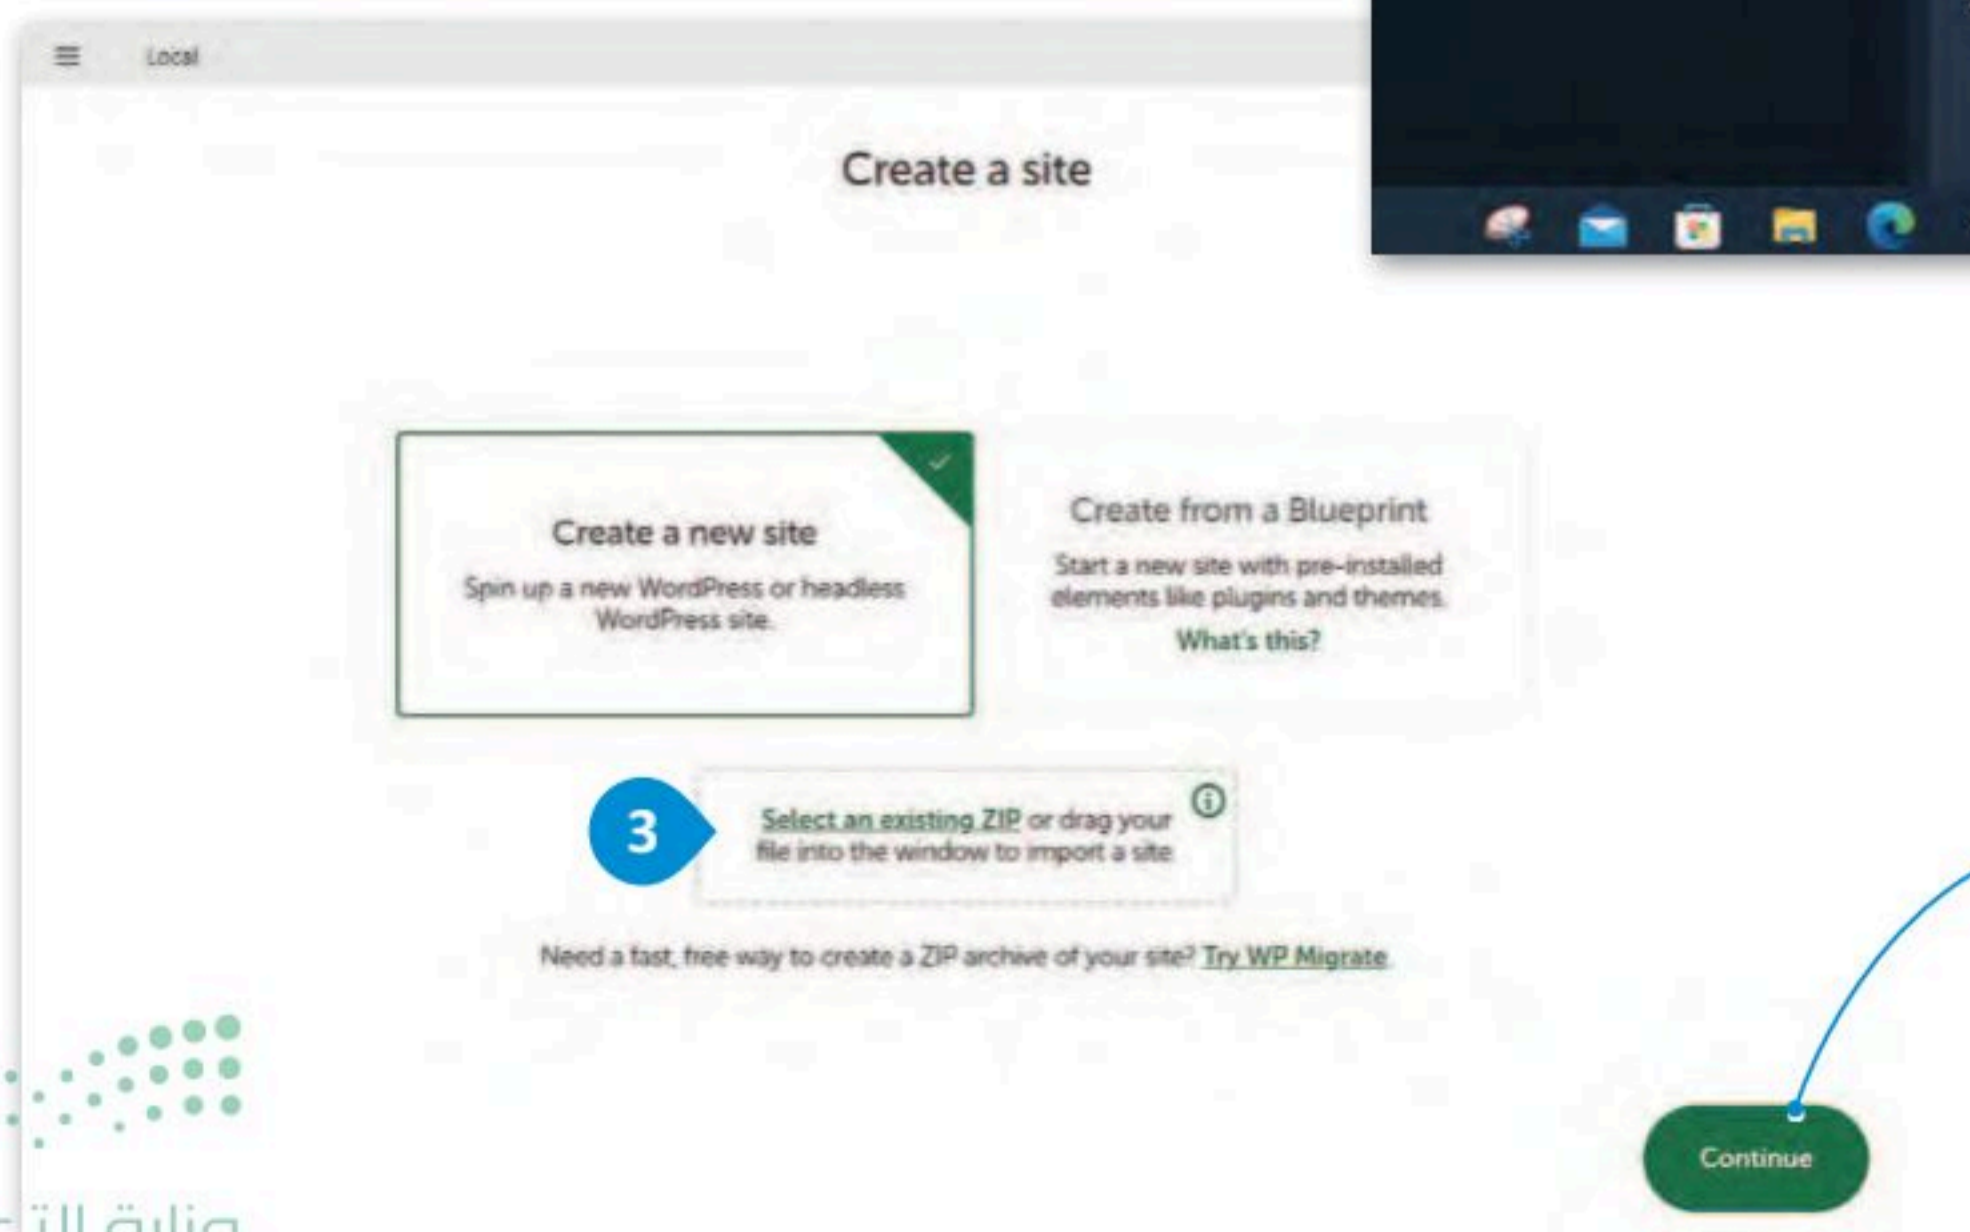 Local
Create a site
Create a new site
Spin up a new WordPress or headless
WordPress site.
Create from a Blueprint
Start a new site with pre-installed
elements like plugins and themes.
What's this?
3
Select an existing ZIP or drag your
file into the window to import a site
Need a fast, free way to create a ZIP archive of your site? Try WP Migrate.
Continue
وزارة